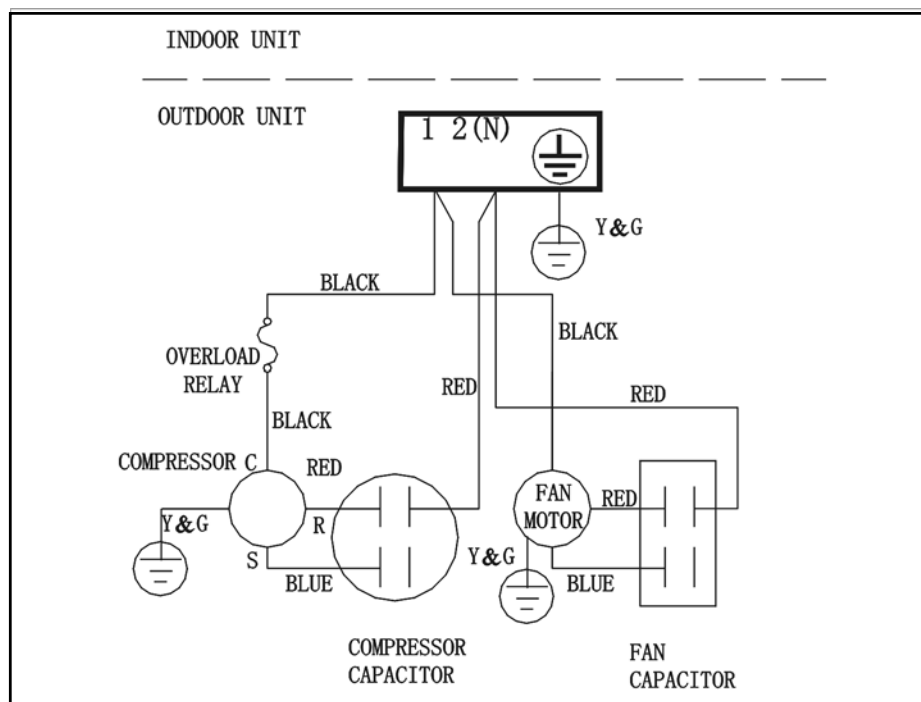 INDOOR UNIT
OUTDOOR UNIT
1 2(N)
Y&G
BLACK
BLACK
OVERLOAD
RELAY
RED
RED
BLACK
COMPRESSOR C
RED
FAN
MOTOR
RED
Y&G
R
S
Y&G
BLUE
BLUE
COMPRESSOR
CAPACITOR
FAN
CAPACITOR